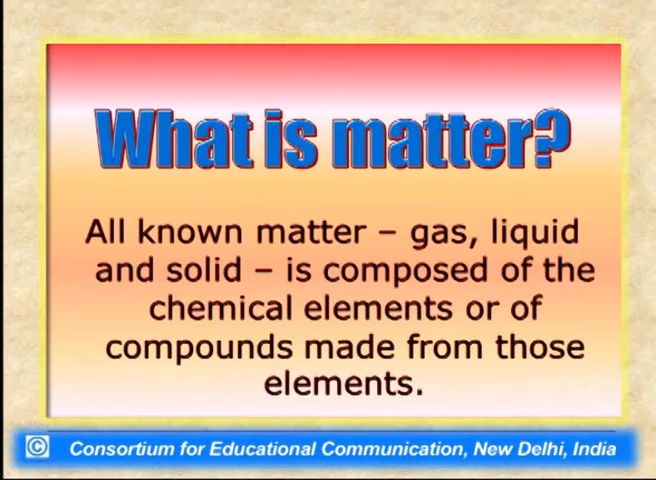 What is matter?
All known matter – gas, liquid
and solid – is composed of the
chemical elements or of
compounds made from those
elements.
© Consortium for Educational Communication, New Delhi, India